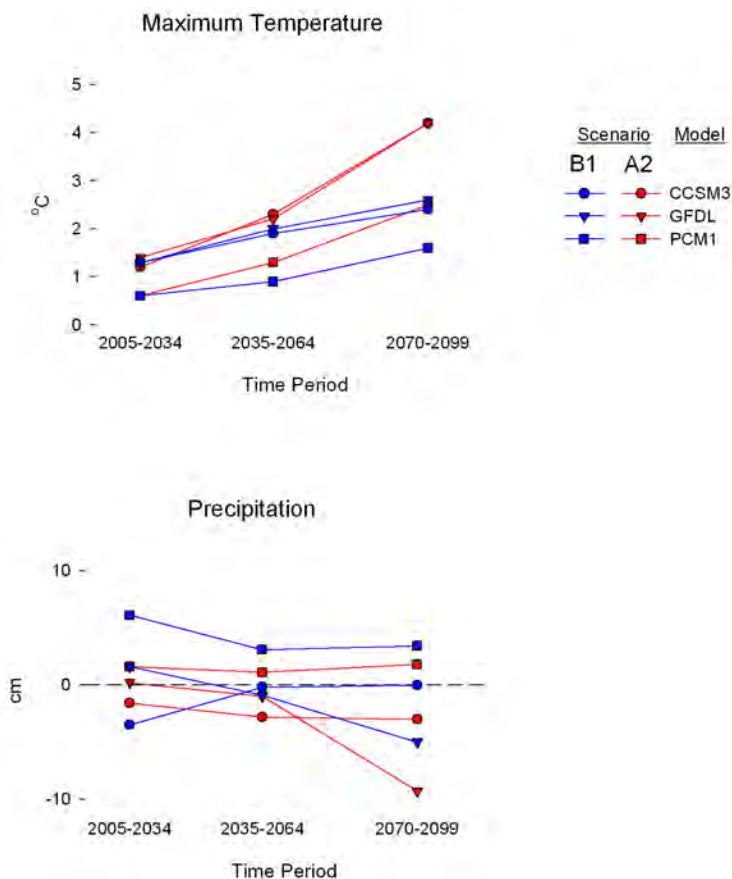 Maximum Temperature
5
4
3
2
1
0
°C
2005-2034 2035-2064 2070-2099
Time Period
Scenario Model
B1 A2
CCSM3
GFDL
PCM1
Precipitation
10
0
-10
cm
2005-2034 2035-2064 2070-2099
Time Period